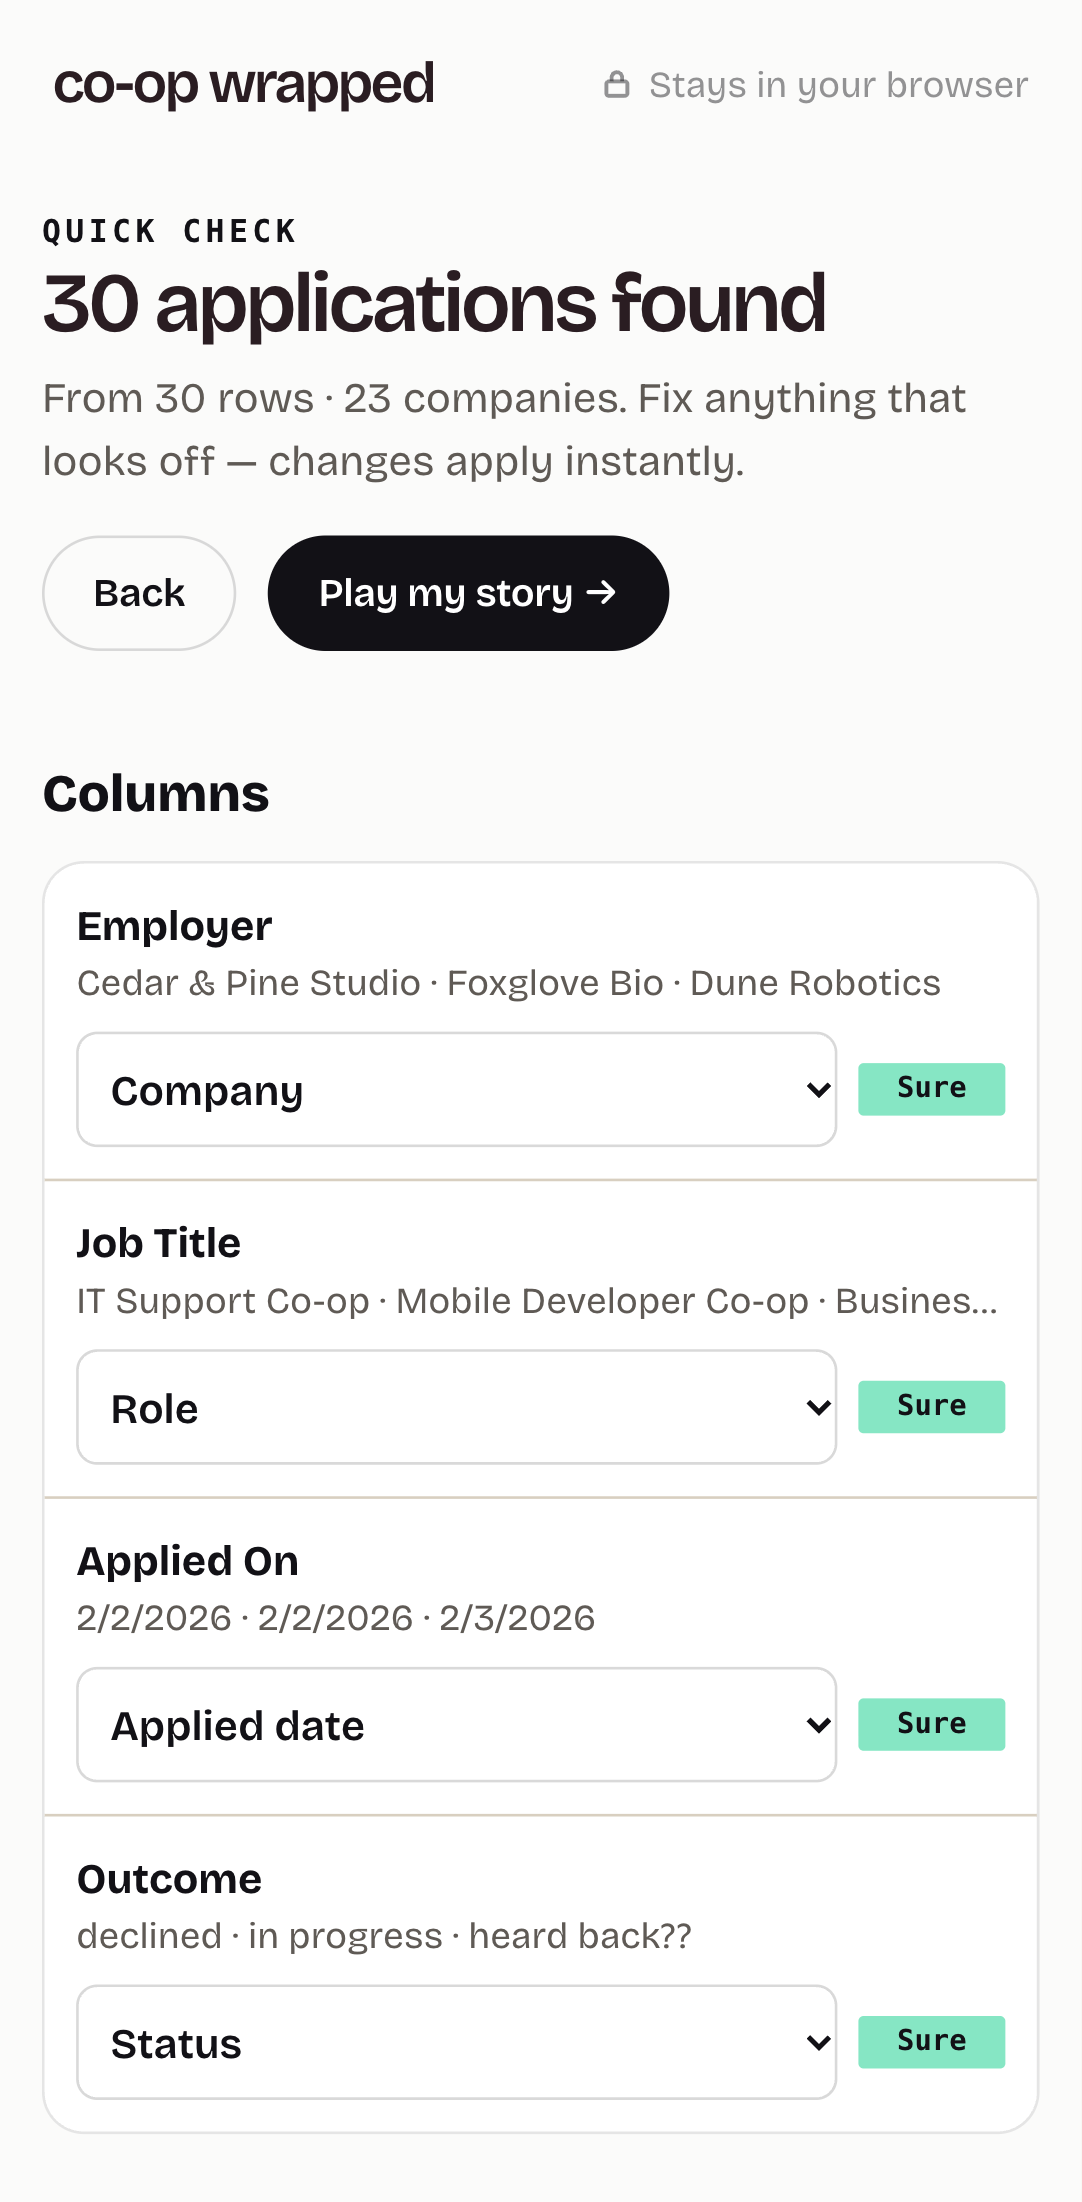 co-op wrapped
Stays in your browser
QUICK CHECK
30 applications found
From 30 rows · 23 companies. Fix anything that
looks off — changes apply instantly.
Back
Play my story →
Columns
Employer
Cedar & Pine Studio · Foxglove Bio · Dune Robotics
Company
Sure
Job Title
IT Support Co-op · Mobile Developer Co-op · Busines...
Role
Sure
Applied On
2/2/2026 · 2/2/2026 · 2/3/2026
Applied date
Sure
Outcome
declined · in progress · heard back??
Status
Sure